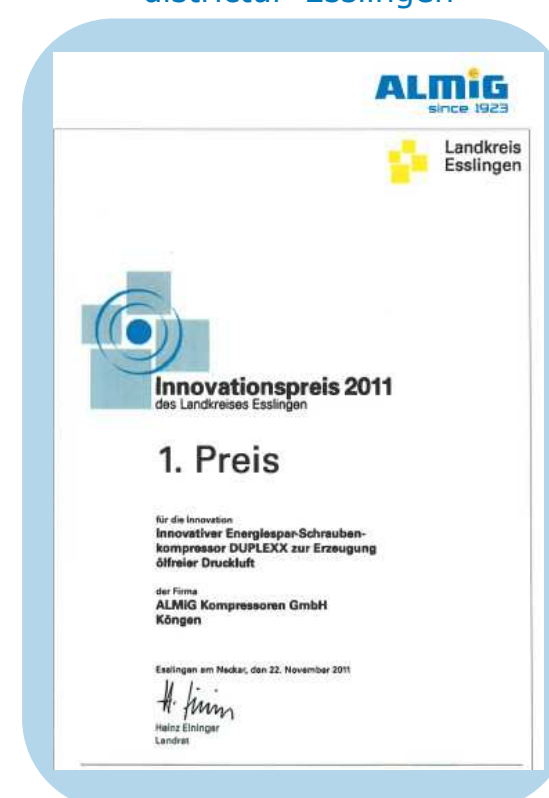 Esslingen
ALMiG
since 1923
Landkreis
Esslingen
Innovationspreis 2011
des Landkreises Esslingen
1. Preis
für die Innovation
Innovativer Energiespar-Schrauben-
kompressor DUPLEXX zur Erzeugung
ölfreier Druckluft
der Firma
ALMiG Kompressoren GmbH
Köngen
Esslingen am Neckar, den 22. November 2011
Heinz Eininger
Landrat